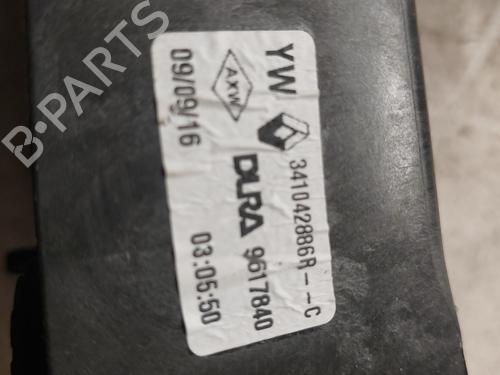 B-PARTS
YW
341042886R--C
AXW
DURA 9617840
09/09/16
03:05:50